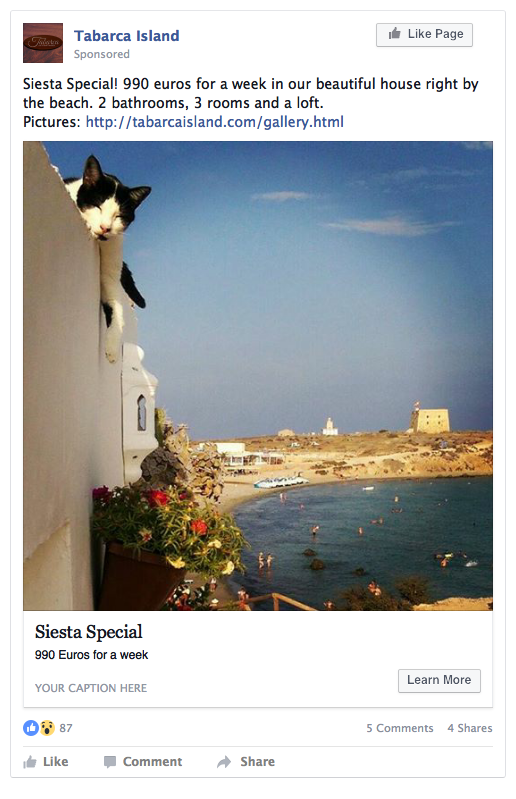 Tabarca
Tabarca Island
Sponsored
Like Page
Siesta Special! 990 euros for a week in our beautiful house right by
the beach. 2 bathrooms, 3 rooms and a loft.
Pictures: http://tabarcaisland.com/gallery.html
Siesta Special
990 Euros for a week
YOUR CAPTION HERE
Learn More
87
5 Comments 4 Shares
Like Comment Share